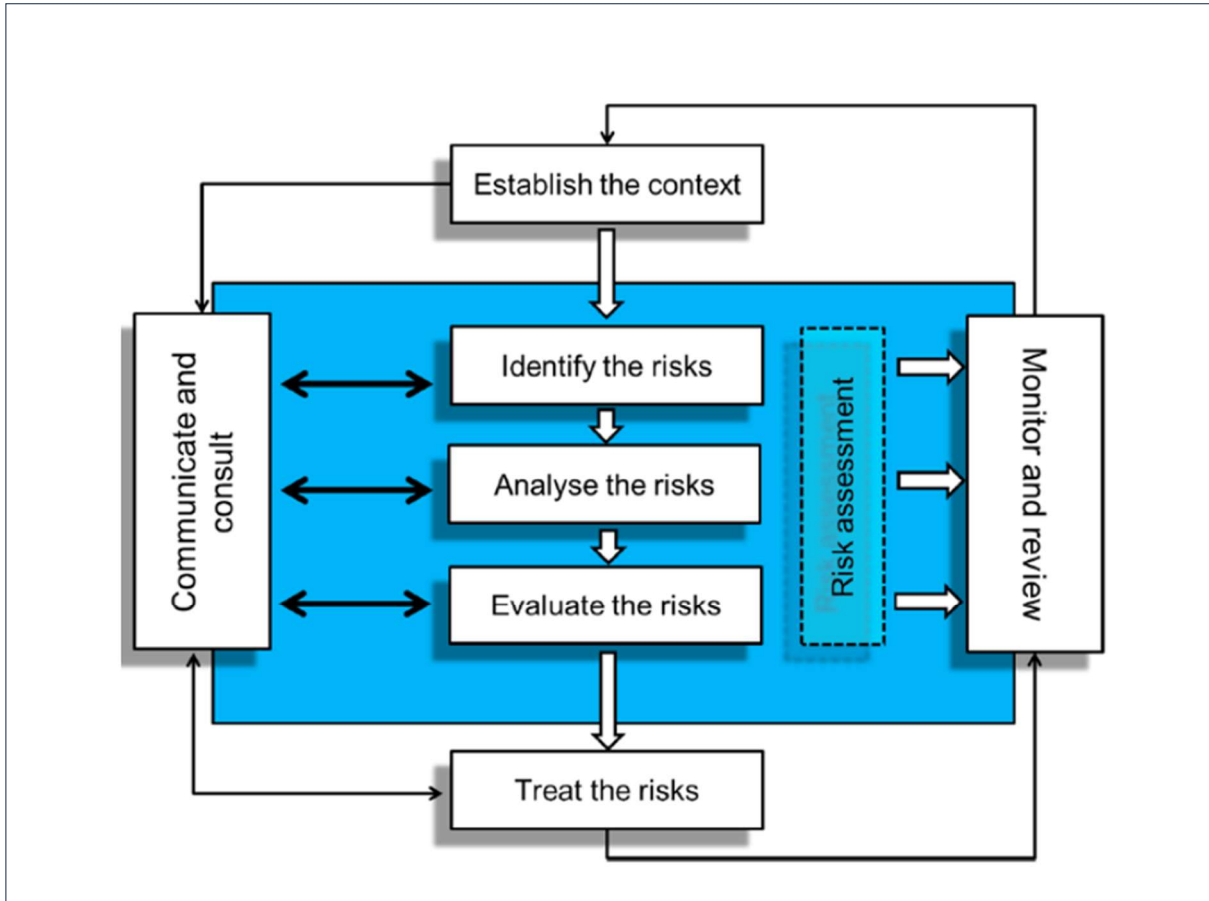 Establish the context
Communicate and
consult
Identify the risks
Analyse the risks
Evaluate the risks
Risk assessment
Monitor and review
Treat the risks